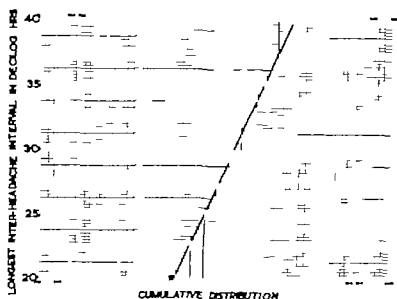 LONGEST INTER-HEADACHE INTERVAL IN DECILOG HRS
40
35
30
25
20
CUMULATIVE DISTRIBUTION